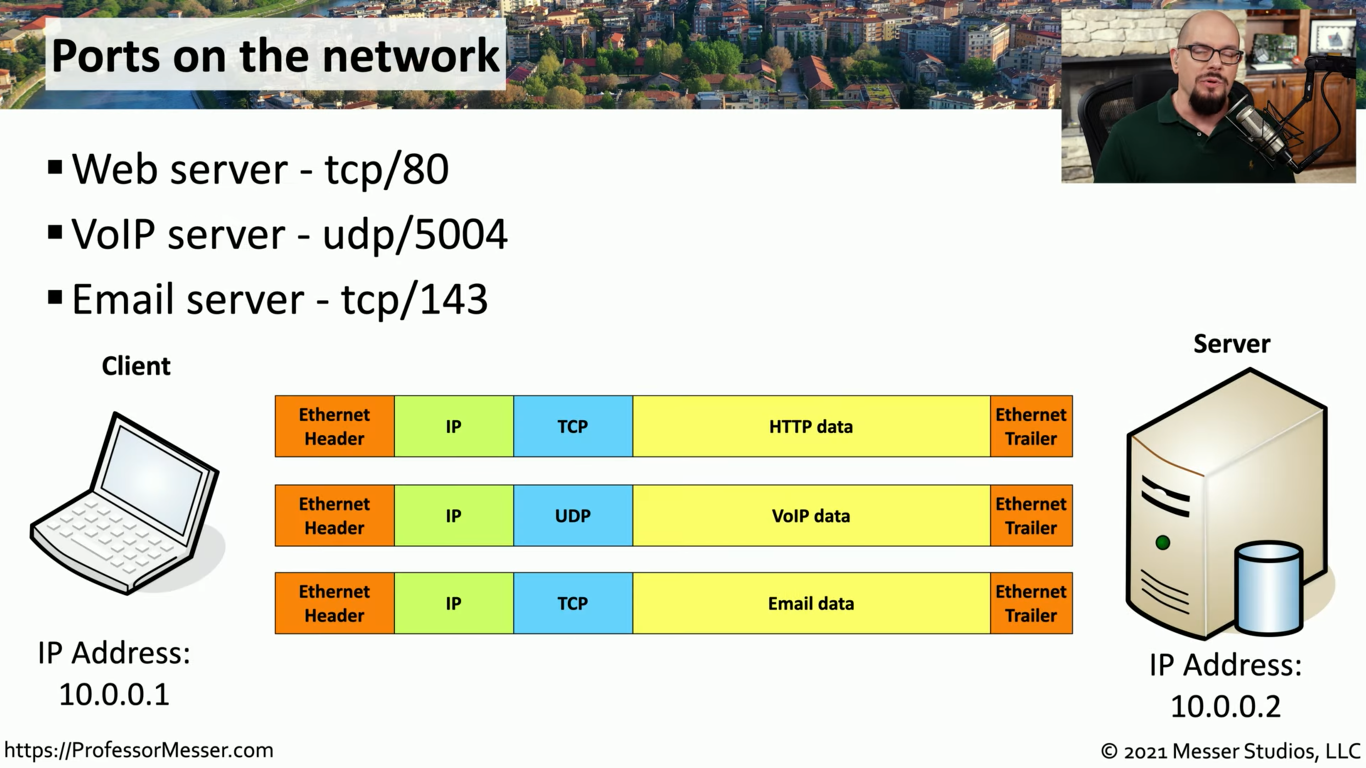 Ports on the network
▪ Web server - tcp/80
▪ VoIP server - udp/5004
▪ Email server - tcp/143
Client
Server
Ethernet Header IP TCP HTTP data Ethernet Trailer
Ethernet Header IP UDP VoIP data Ethernet Trailer
Ethernet Header IP TCP Email data Ethernet Trailer
IP Address:
10.0.0.1
IP Address:
10.0.0.2
https://ProfessorMesser.com
© 2021 Messer Studios, LLC